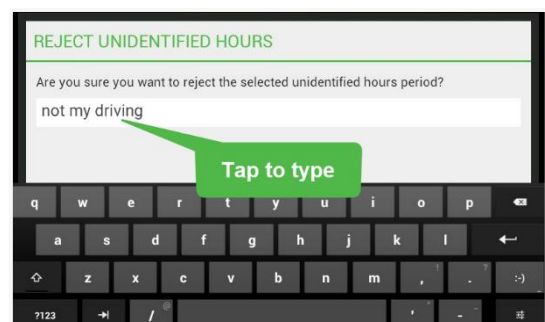 REJECT UNIDENTIFIED HOURS
Are you sure you want to reject the selected unidentified hours period?
not my driving
Tap to type
q w e r t y u i o p
a s d f g h j k l
z x c v b n m , ! . ? :-)
?123 / @ ' " - _